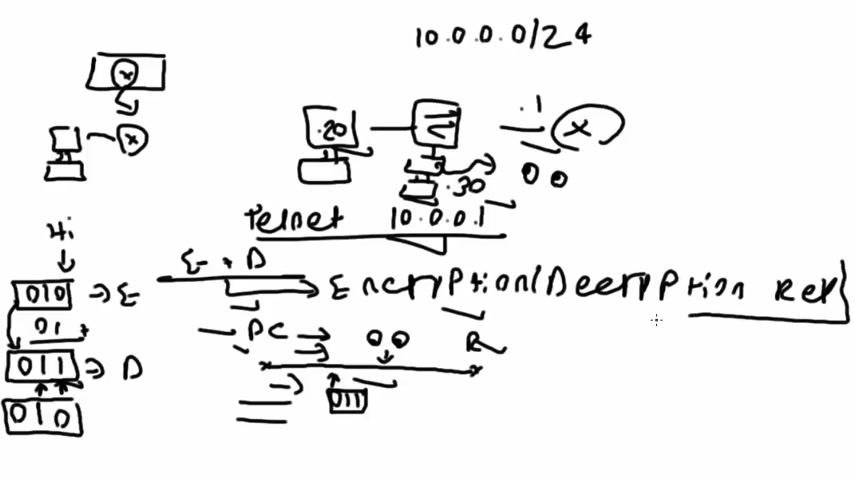 10.0.0.0/24
x
.1
x
.20
x
.30
Telnet 10.0.0.1
Hi
E + D
010 => E
Encryption/Decryption Key
01
PC
R
011 => D
011
010